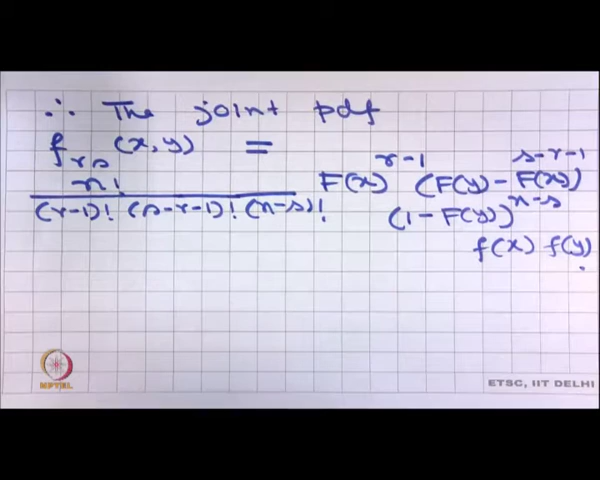 ∴ The joint pdf
f_{rs} (x, y) =
n! / (r-1)! (s-r-1)! (n-s)! F(x)^{r-1} (F(y) - F(x))^{s-r-1}
(1 - F(y))^{n-s}
f(x) f(y)
NPTEL
ETSC, IIT DELHI